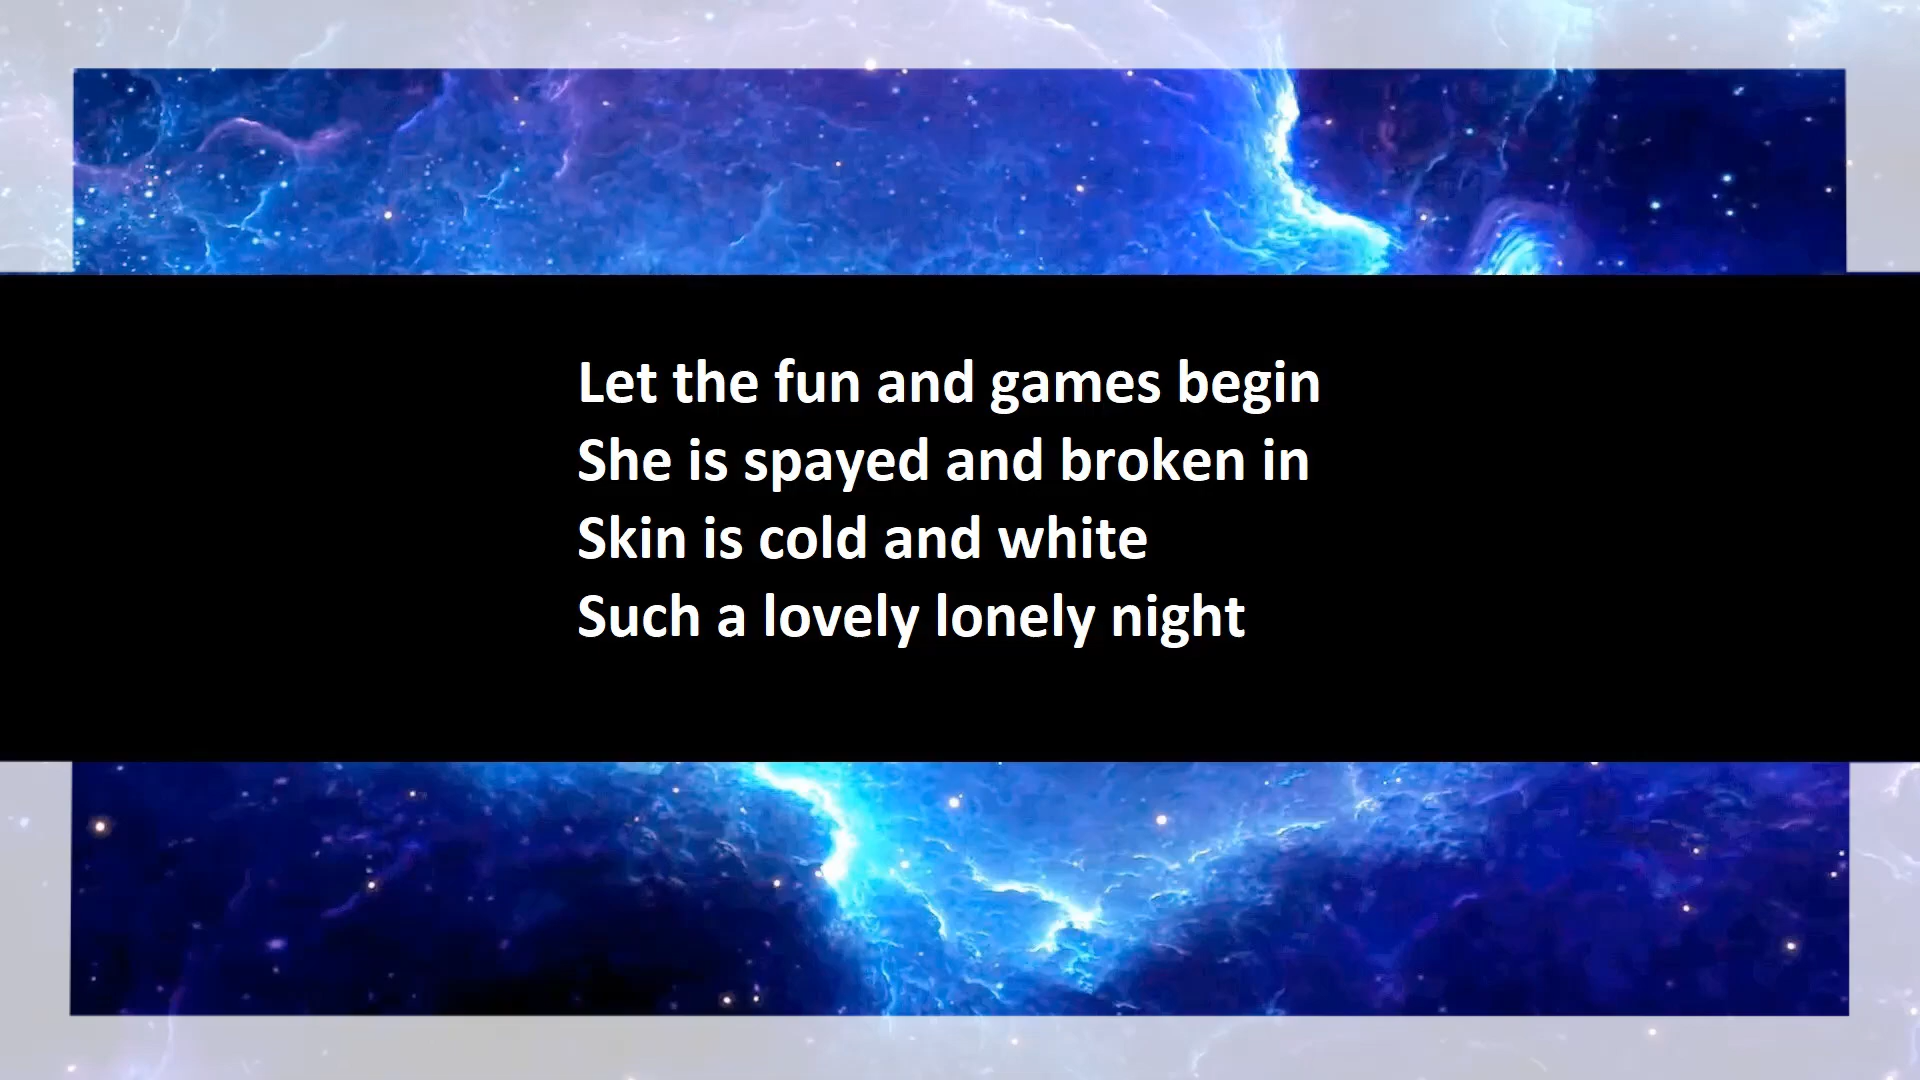 Let the fun and games begin
She is spayed and broken in
Skin is cold and white
Such a lovely lonely night